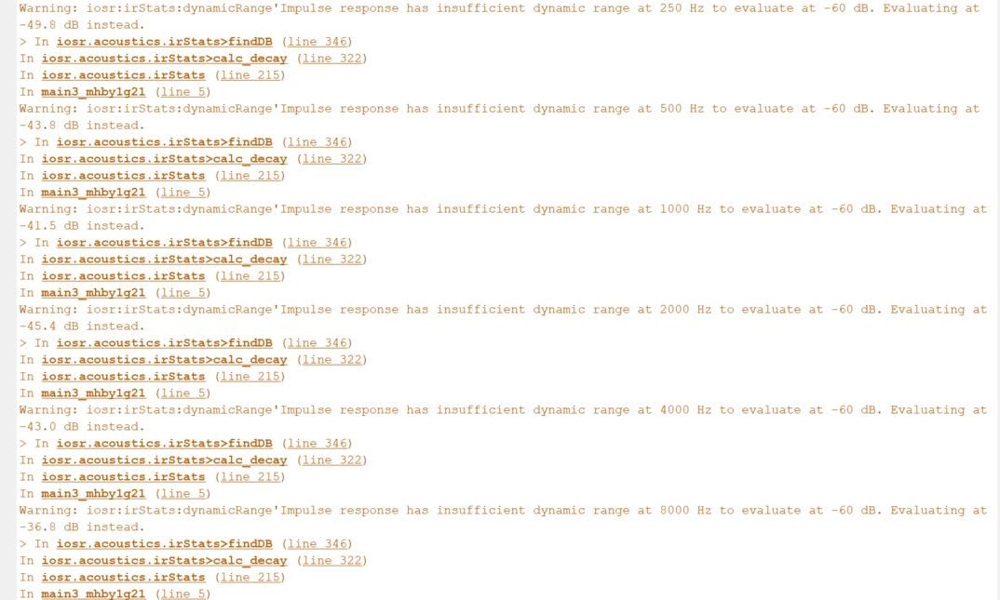 Warning: iosr:irStats:dynamicRange'Impulse response has insufficient dynamic range at 250 Hz to evaluate at -60 dB. Evaluating at
-49.8 dB instead.
> In iosr.acoustics.irStats>findDB (line 346)
In iosr.acoustics.irStats>calc_decay (line 322)
In iosr.acoustics.irStats (line 215)
In main3_mhby1g21 (line 5)
Warning: iosr:irStats:dynamicRange'Impulse response has insufficient dynamic range at 500 Hz to evaluate at -60 dB. Evaluating at
-43.8 dB instead.
> In iosr.acoustics.irStats>findDB (line 346)
In iosr.acoustics.irStats>calc_decay (line 322)
In iosr.acoustics.irStats (line 215)
In main3_mhby1g21 (line 5)
Warning: iosr:irStats:dynamicRange'Impulse response has insufficient dynamic range at 1000 Hz to evaluate at -60 dB. Evaluating at
-41.5 dB instead.
> In iosr.acoustics.irStats>findDB (line 346)
In iosr.acoustics.irStats>calc_decay (line 322)
In iosr.acoustics.irStats (line 215)
In main3_mhby1g21 (line 5)
Warning: iosr:irStats:dynamicRange'Impulse response has insufficient dynamic range at 2000 Hz to evaluate at -60 dB. Evaluating at
-45.4 dB instead.
> In iosr.acoustics.irStats>findDB (line 346)
In iosr.acoustics.irStats>calc_decay (line 322)
In iosr.acoustics.irStats (line 215)
In main3_mhby1g21 (line 5)
Warning: iosr:irStats:dynamicRange'Impulse response has insufficient dynamic range at 4000 Hz to evaluate at -60 dB. Evaluating at
-43.0 dB instead.
> In iosr.acoustics.irStats>findDB (line 346)
In iosr.acoustics.irStats>calc_decay (line 322)
In iosr.acoustics.irStats (line 215)
In main3_mhby1g21 (line 5)
Warning: iosr:irStats:dynamicRange'Impulse response has insufficient dynamic range at 8000 Hz to evaluate at -60 dB. Evaluating at
-36.8 dB instead.
> In iosr.acoustics.irStats>findDB (line 346)
In iosr.acoustics.irStats>calc_decay (line 322)
In iosr.acoustics.irStats (line 215)
In main3_mhby1g21 (line 5)